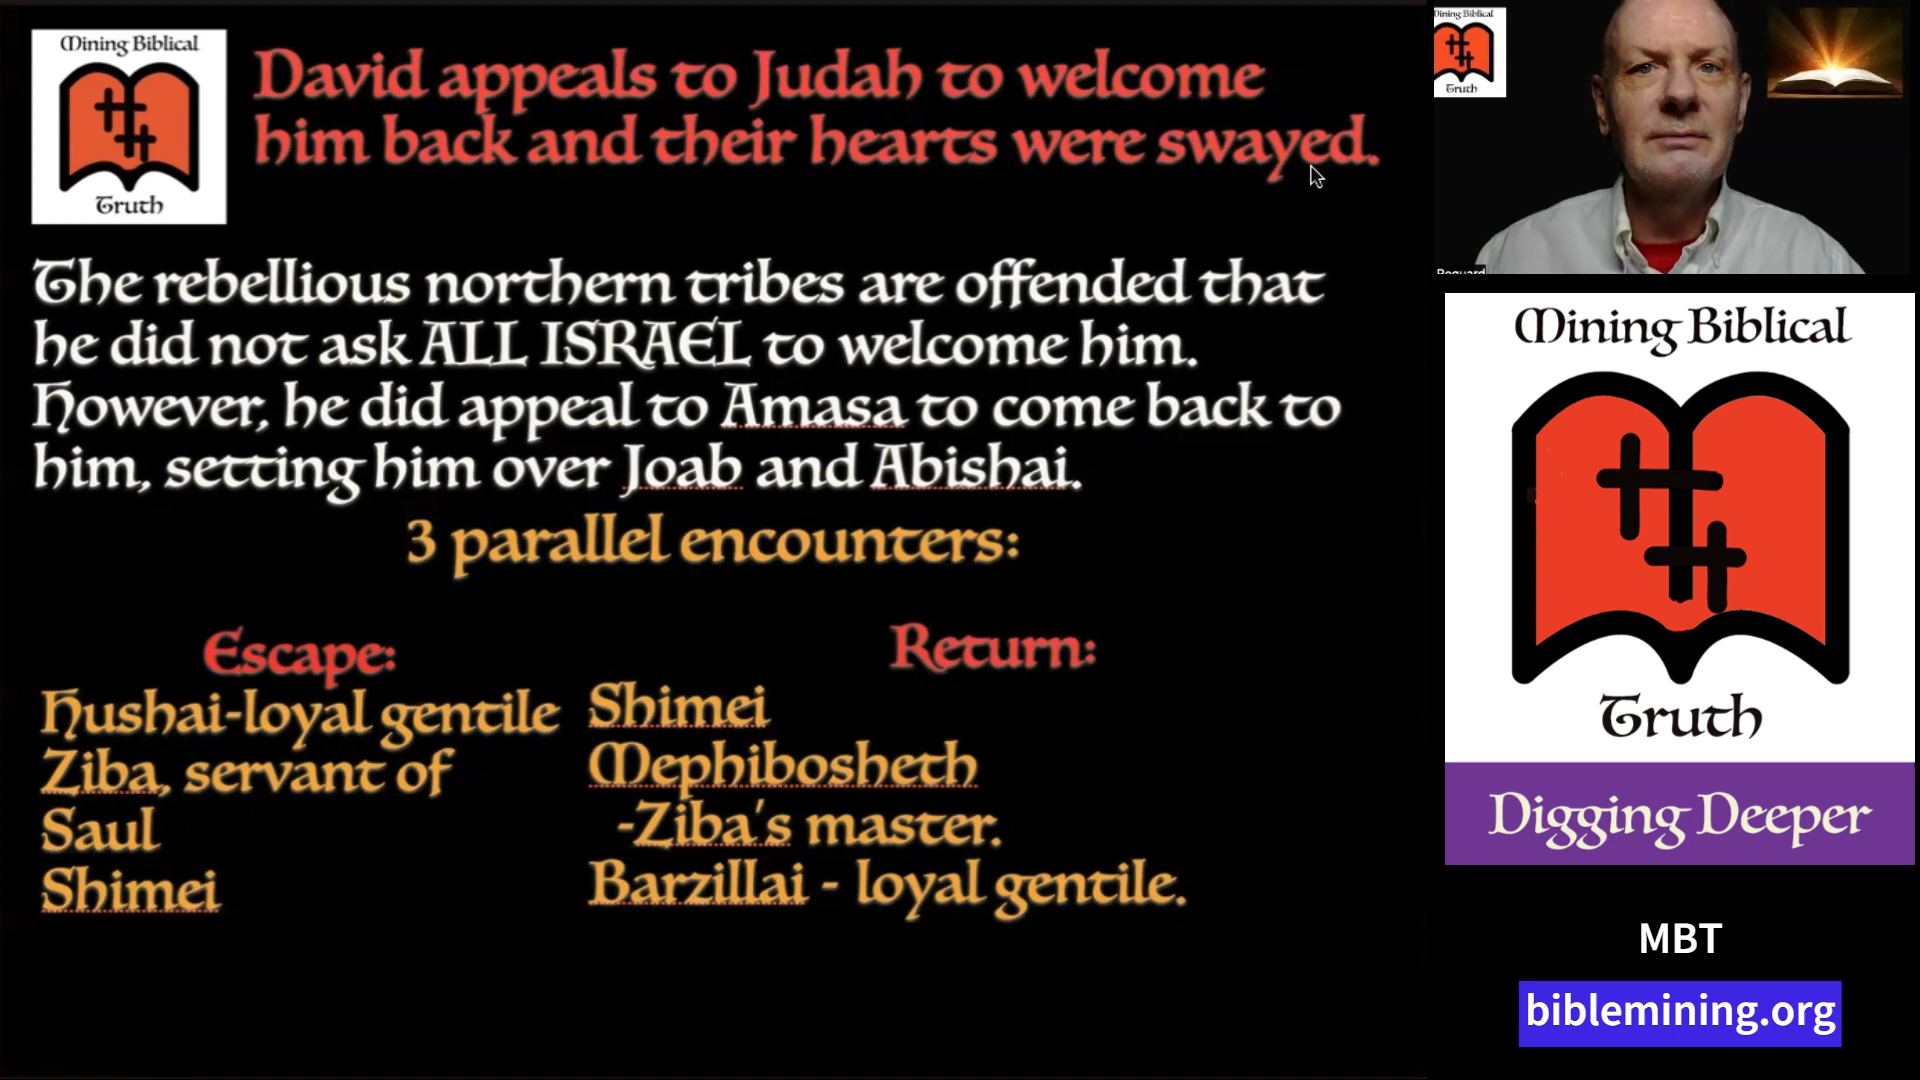 Mining Biblical
Truth
David appeals to Judah to welcome
him back and their hearts were swayed.
The rebellious northern tribes are offended that
he did not ask ALL ISRAEL to welcome him.
However, he did appeal to Amasa to come back to
him, setting him over Joab and Abishai.
3 parallel encounters:
Escape:
Hushai-loyal gentile
Ziba, servant of
Saul
Shimei
Return:
Shimei
Mephibosheth
-Ziba's master.
Barzillai - loyal gentile.
Mining Biblical
Truth
Mining Biblical
Truth
Digging Deeper
MBT
biblemining.org